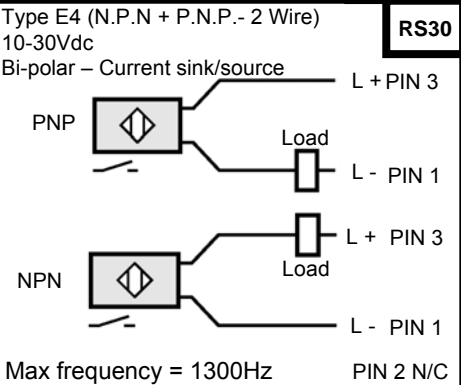 Type E4 (N.P.N + P.N.P.- 2 Wire)
RS30
10-30Vdc
Bi-polar – Current sink/source
L + PIN 3
PNP
Load
L - PIN 1
L + PIN 3
Load
NPN
L - PIN 1
Max frequency = 1300Hz
PIN 2 N/C